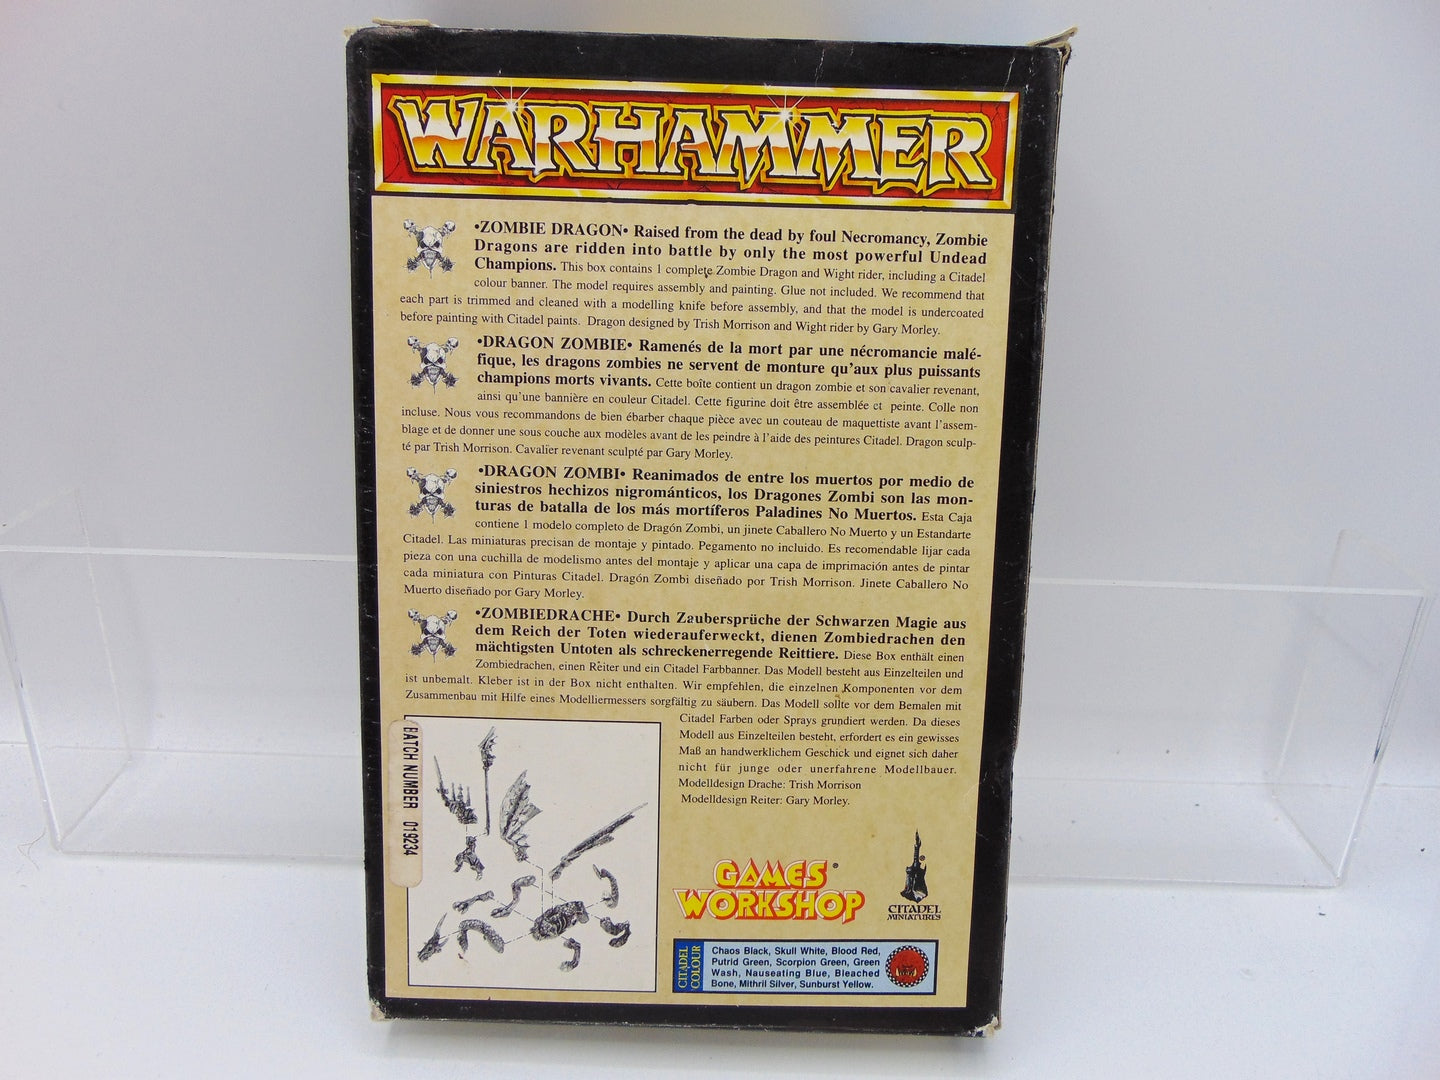 WARHAMMER
•ZOMBIE DRAGON• Raised from the dead by foul Necromancy, Zombie
Dragons are ridden into battle by only the most powerful Undead
Champions. This box contains 1 complete Zombie Dragon and Wight rider, including a Citadel
colour banner. The model requires assembly and painting. Glue not included. We recommend that
each part is trimmed and cleaned with a modelling knife before assembly, and that the model is undercoated
before painting with Citadel paints. Dragon designed by Trish Morrison and Wight rider by Gary Morley.
•DRAGON ZOMBIE• Ramenés de la mort par une nécromancie malé-
fique, les dragons zombies ne servent de monture qu'aux plus puissants
champions morts vivants. Cette boîte contient un dragon zombie et son cavalier revenant,
ainsi qu'une bannière en couleur Citadel. Cette figurine doit être assemblée et peinte. Colle non
incluse. Nous vous recommandons de bien ébarber chaque pièce avec un couteau de maquettiste avant l'assem-
blage et de donner une sous couche aux modèles avant de les peindre à l'aide des peintures Citadel. Dragon sculp-
té par Trish Morrison. Cavalier revenant sculpté par Gary Morley.
•DRAGON ZOMBI• Reanimados de entre los muertos por medio de
siniestros hechizos nigrománticos, los Dragones Zombi son las mon-
turas de batalla de los más mortíferos Paladines No Muertos. Esta Caja
contiene 1 modelo completo de Dragón Zombi, un jinete Caballero No Muerto y un Estandarte
Citadel. Las miniaturas precisan de montaje y pintado. Pegamento no incluido. Es recomendable lijar cada
pieza con una cuchilla de modelismo antes del montaje y aplicar una capa de imprimación antes de pintar
cada miniatura con Pinturas Citadel. Dragón Zombi diseñado por Trish Morrison. Jinete Caballero No
Muerto diseñado por Gary Morley.
•ZOMBIEDRACHE• Durch Zaubersprüche der Schwarzen Magie aus
dem Reich der Toten wiederauferweckt, dienen Zombiedrachen den
mächtigsten Untoten als schreckenerregende Reittiere. Diese Box enthält einen
Zombiedrachen, einen Reiter und ein Citadel Farbbanner. Das Modell besteht aus Einzelteilen und
ist unbemalt. Kleber ist in der Box nicht enthalten. Wir empfehlen, die einzelnen Komponenten vor dem
Zusammenbau mit Hilfe eines Modelliermessers sorgfältig zu säubern. Das Modell sollte vor dem Bemalen mit
Citadel Farben oder Sprays grundiert werden. Da dieses
Modell aus Einzelteilen besteht, erfordert es ein gewisses
Maß an handwerklichem Geschick und eignet sich daher
nicht für junge oder unerfahrene Modellbauer.
Modelldesign Drache: Trish Morrison
Modelldesign Reiter: Gary Morley.
BATCH NUMBER 019234
GAMES®
WORKSHOP
®
CITADEL
MINIATURES
CITADEL
COLOUR
Chaos Black, Skull White, Blood Red,
Putrid Green, Scorpion Green, Green
Wash, Nauseating Blue, Bleached
Bone, Mithril Silver, Sunburst Yellow.